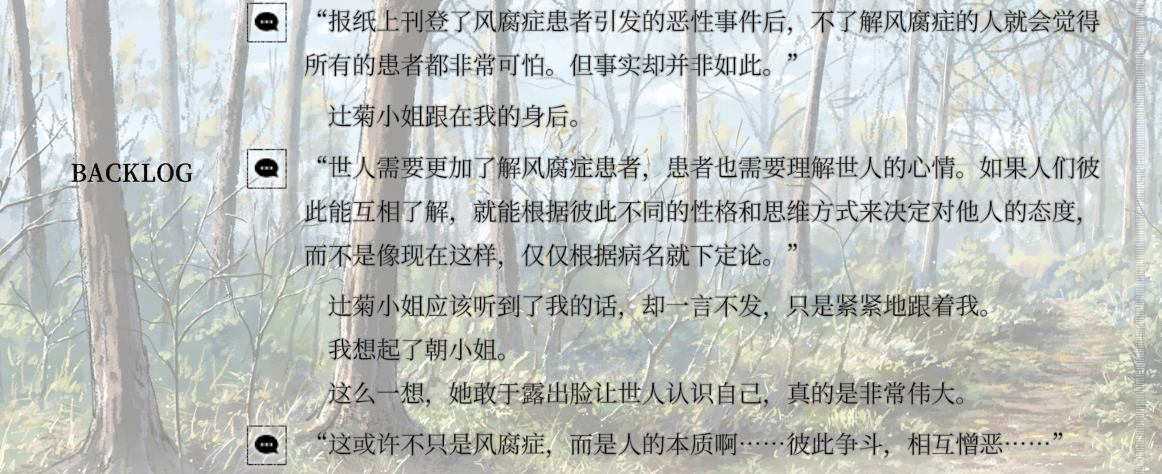 “报纸上刊登了风腐症患者引发的恶性事件后，不了解风腐症的人就会觉得
所有的患者都非常可怕。但事实却并非如此。”
辻菊小姐跟在我的身后。
BACKLOG
“世人需要更加了解风腐症患者，患者也需要理解世人的心情。如果人们彼
此能互相了解，就能根据彼此不同的性格和思维方式来决定对他人的态度，
而不是像现在这样，仅仅根据病名就下定论。”
辻菊小姐应该听到了我的话，却一言不发，只是紧紧地跟着我。
我想起了朝小姐。
这么一想，她敢于露出脸让世人认识自己，真的是非常伟大。
“这或许不只是风腐症，而是人的本质啊……彼此争斗，相互憎恶……”